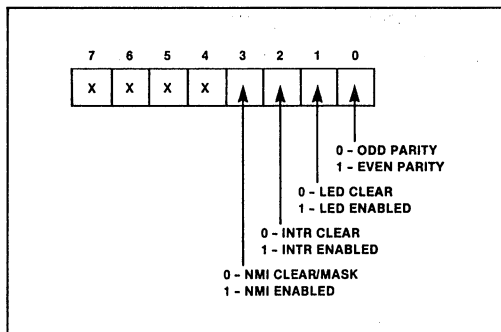 7 6 5 4 3 2 1 0
X X X X
0 – ODD PARITY
1 – EVEN PARITY
0 – LED CLEAR
1 – LED ENABLED
0 – INTR CLEAR
1 – INTR ENABLED
0 – NMI CLEAR/MASK
1 – NMI ENABLED